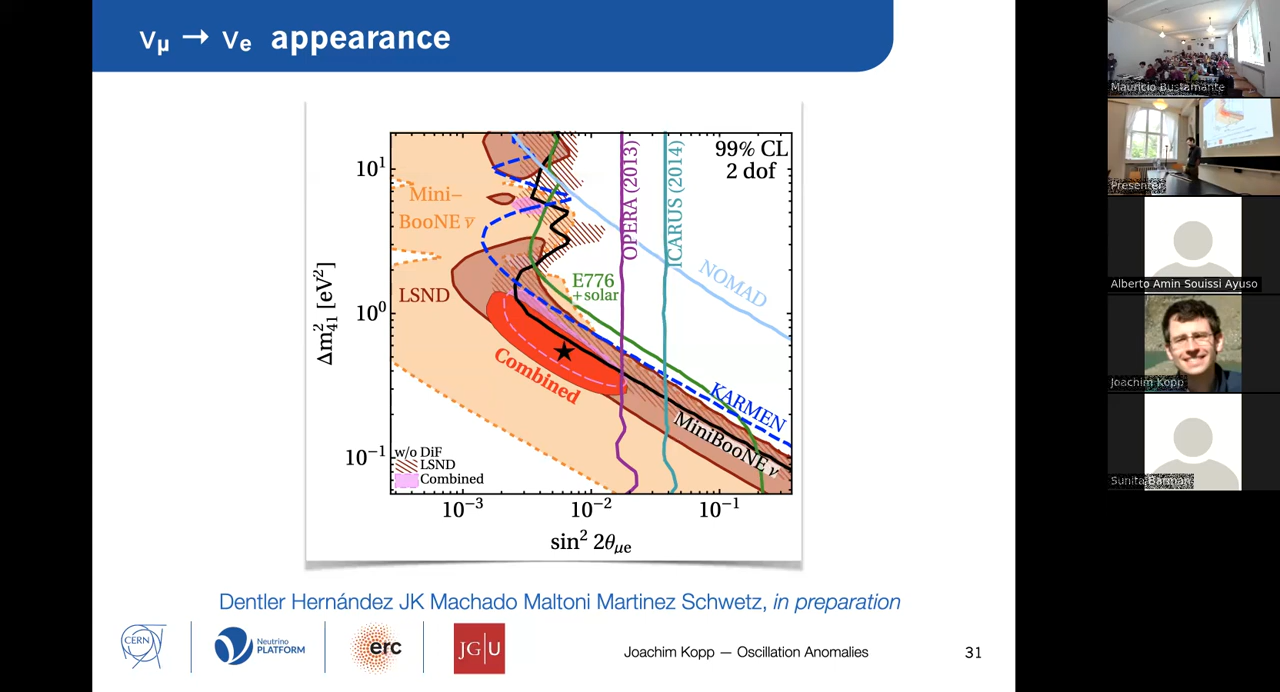 νμ → νe appearance
99% CL
2 dof
Mini–
BooNE ν̄
LSND
Combined
E776
+solar
OPERA (2013)
ICARUS (2014)
NOMAD
KARMEN
MiniBooNE ν
w/o DiF
LSND
Combined
10¹
10⁰
10⁻¹
Δm²₄₁ [eV²]
10⁻³
10⁻²
10⁻¹
sin² 2θμe
Dentler Hernández JK Machado Maltoni Martinez Schwetz, in preparation
CERN
Neutrino
PLATFORM
erc
JG|U
Joachim Kopp — Oscillation Anomalies
31
Mauricio Bustamante
Presenter
Alberto Amin Souissi Ayuso
Joachim Kopp
Sunita Barman